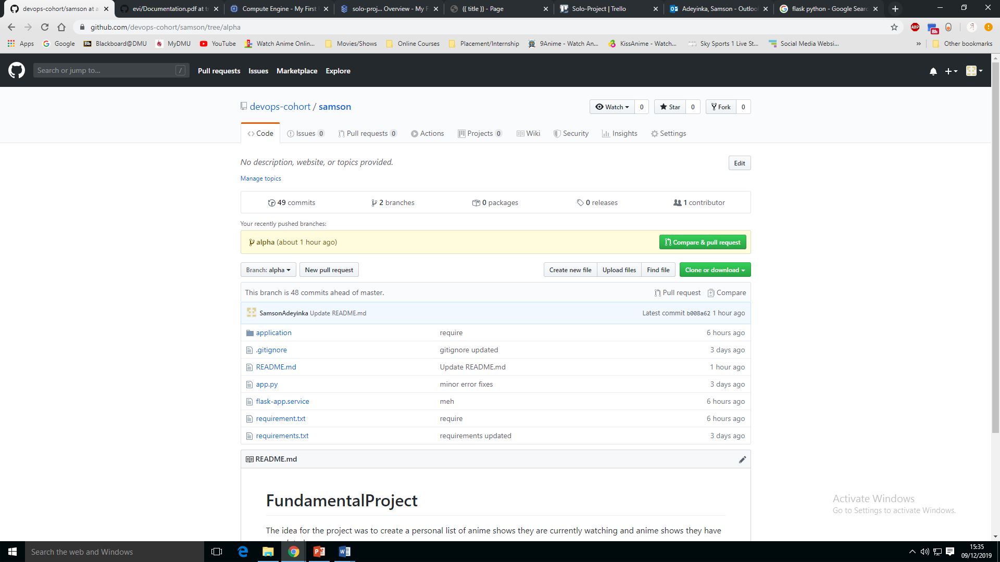 devops-cohort/samson at a
evi/Documentation.pdf at tr
Compute Engine - My First
solo-proj... Overview - My F
{{ title }} - Page
Solo-Project | Trello
Adeyinka, Samson - Outloo
flask python - Google Searc
github.com/devops-cohort/samson/tree/alpha
ABP
8h
Apps
Google
Bb
Blackboard@DMU
MyDMU
YouTube
Watch Anime Onlin...
Movies/Shows
Online Courses
Placement/Internship
9Anime - Watch An...
KissAnime - Watch...
Sky Sports 1 Live St...
Social Media Websi...
»
Other bookmarks
Search or jump to...
/
Pull requests
Issues
Marketplace
Explore
devops-cohort / samson
Watch
0
Star
0
Fork
0
Code
Issues 0
Pull requests 0
Actions
Projects 0
Wiki
Security
Insights
Settings
No description, website, or topics provided.
Edit
Manage topics
49 commits
2 branches
0 packages
0 releases
1 contributor
Your recently pushed branches:
alpha (about 1 hour ago)
Compare & pull request
Branch: alpha
New pull request
Create new file
Upload files
Find file
Clone or download
This branch is 48 commits ahead of master.
Pull request
Compare
SamsonAdeyinka Update README.md
Latest commit b008a62 1 hour ago
application require 6 hours ago
.gitignore gitignore updated 3 days ago
README.md Update README.md 1 hour ago
app.py minor error fixes 3 days ago
flask-app.service meh 6 hours ago
requirement.txt require 6 hours ago
requirements.txt requirements updated 3 days ago
README.md
FundamentalProject
The idea for the project was to create a personal list of anime shows they are currently watching and anime shows they have
Activate Windows
Go to Settings to activate Windows.
Search the web and Windows
15:35
09/12/2019